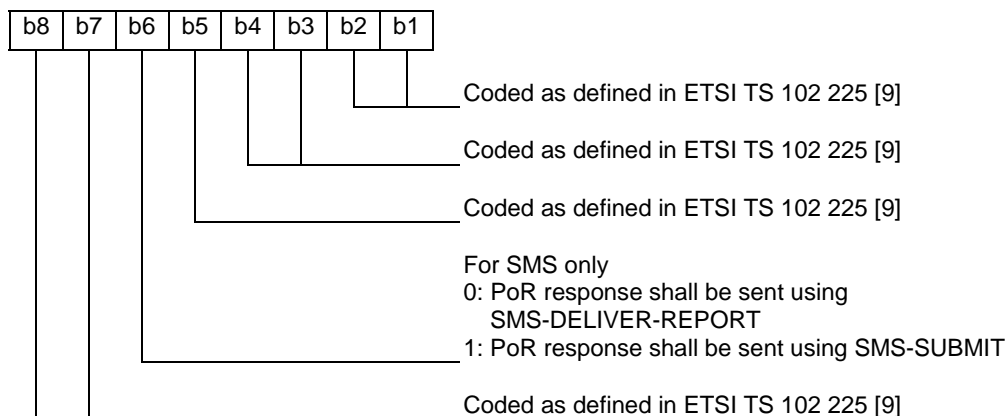 b8 b7 b6 b5 b4 b3 b2 b1
Coded as defined in ETSI TS 102 225 [9]
Coded as defined in ETSI TS 102 225 [9]
Coded as defined in ETSI TS 102 225 [9]
For SMS only
0: PoR response shall be sent using
SMS-DELIVER-REPORT
1: PoR response shall be sent using SMS-SUBMIT
Coded as defined in ETSI TS 102 225 [9]